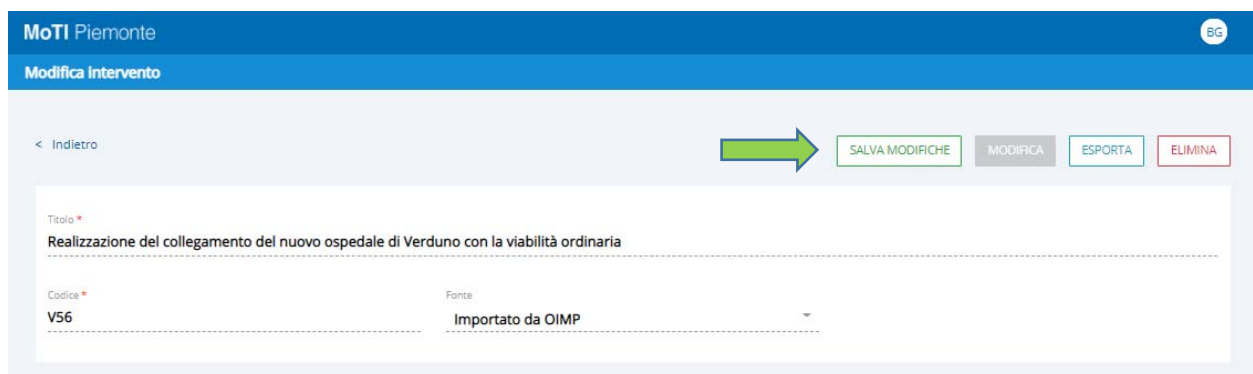 MoTI Piemonte
BG
Modifica intervento
< Indietro
SALVA MODIFICHE
MODIFICA
ESPORTA
ELIMINA
Titolo *
Realizzazione del collegamento del nuovo ospedale di Verduno con la viabilità ordinaria
Codice *
Fonte
V56
Importato da OIMP